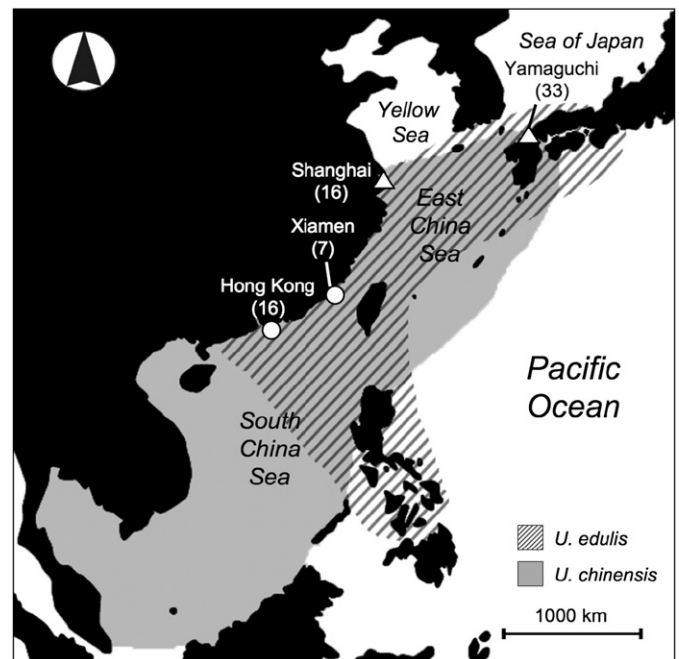 Sea of Japan
Yamaguchi
(33)
Yellow
Sea
Shanghai
(16)
East
China
Sea
Xiamen
(7)
Hong Kong
(16)
Pacific
Ocean
South
China
Sea
U. edulis
U. chinensis
1000 km